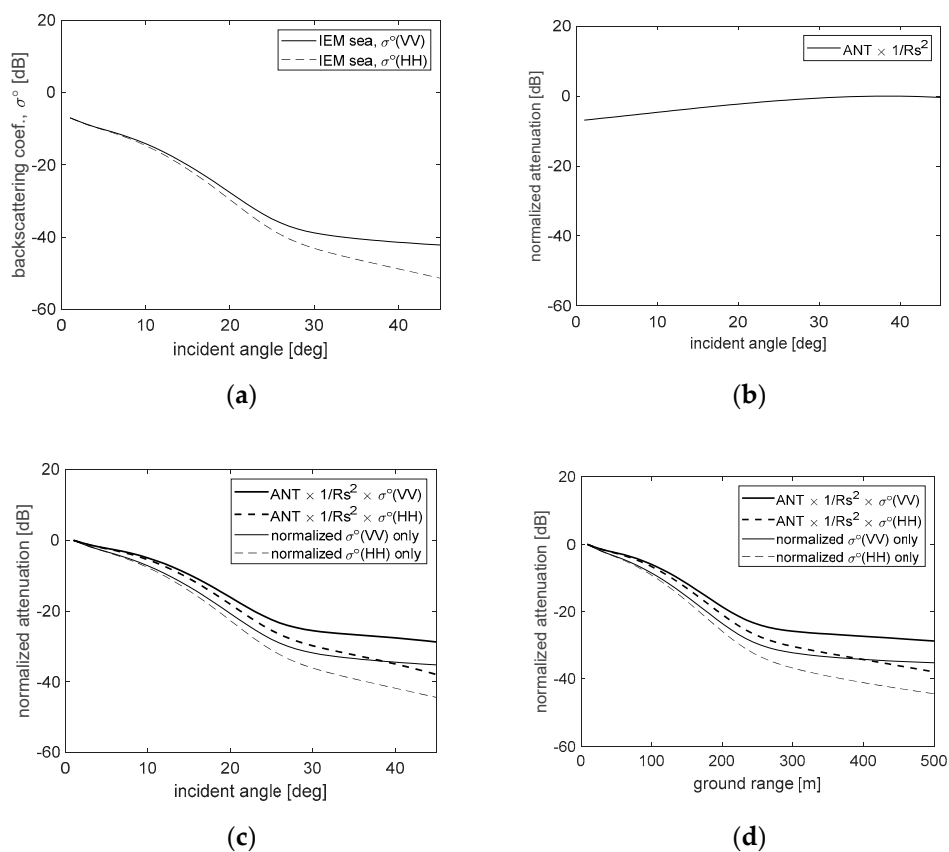 20
0
-20
-40
-60
backscattering coef., σ° [dB]
IEM sea, σ°(VV)
IEM sea, σ°(HH)
0 10 20 30 40
incident angle [deg]
(a)
20
0
-20
-40
-60
normalized attenuation [dB]
ANT × 1/Rs²
0 10 20 30 40
incident angle [deg]
(b)
20
0
-20
-40
-60
normalized attenuation [dB]
ANT × 1/Rs² × σ°(VV)
ANT × 1/Rs² × σ°(HH)
normalized σ°(VV) only
normalized σ°(HH) only
0 10 20 30 40
incident angle [deg]
(c)
20
0
-20
-40
-60
normalized attenuation [dB]
ANT × 1/Rs² × σ°(VV)
ANT × 1/Rs² × σ°(HH)
normalized σ°(VV) only
normalized σ°(HH) only
0 100 200 300 400 500
ground range [m]
(d)